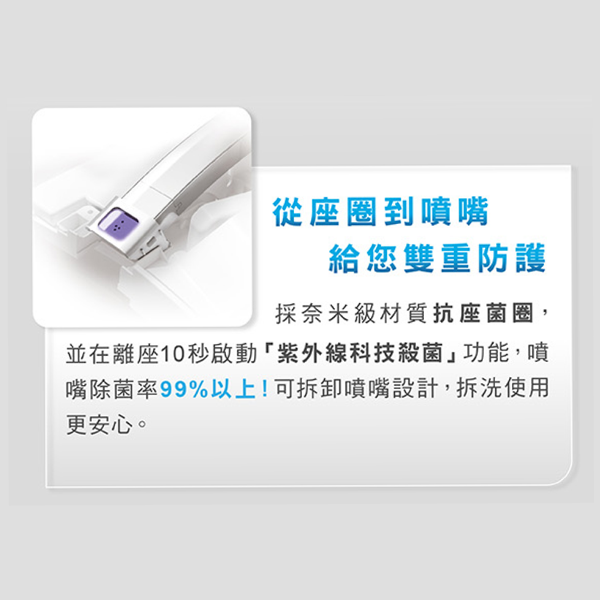 從座圈到噴嘴
給您雙重防護
採奈米級材質抗座菌圈，
並在離座10秒啟動「紫外線科技殺菌」功能，噴
嘴除菌率99%以上！可拆卸噴嘴設計，拆洗使用
更安心。